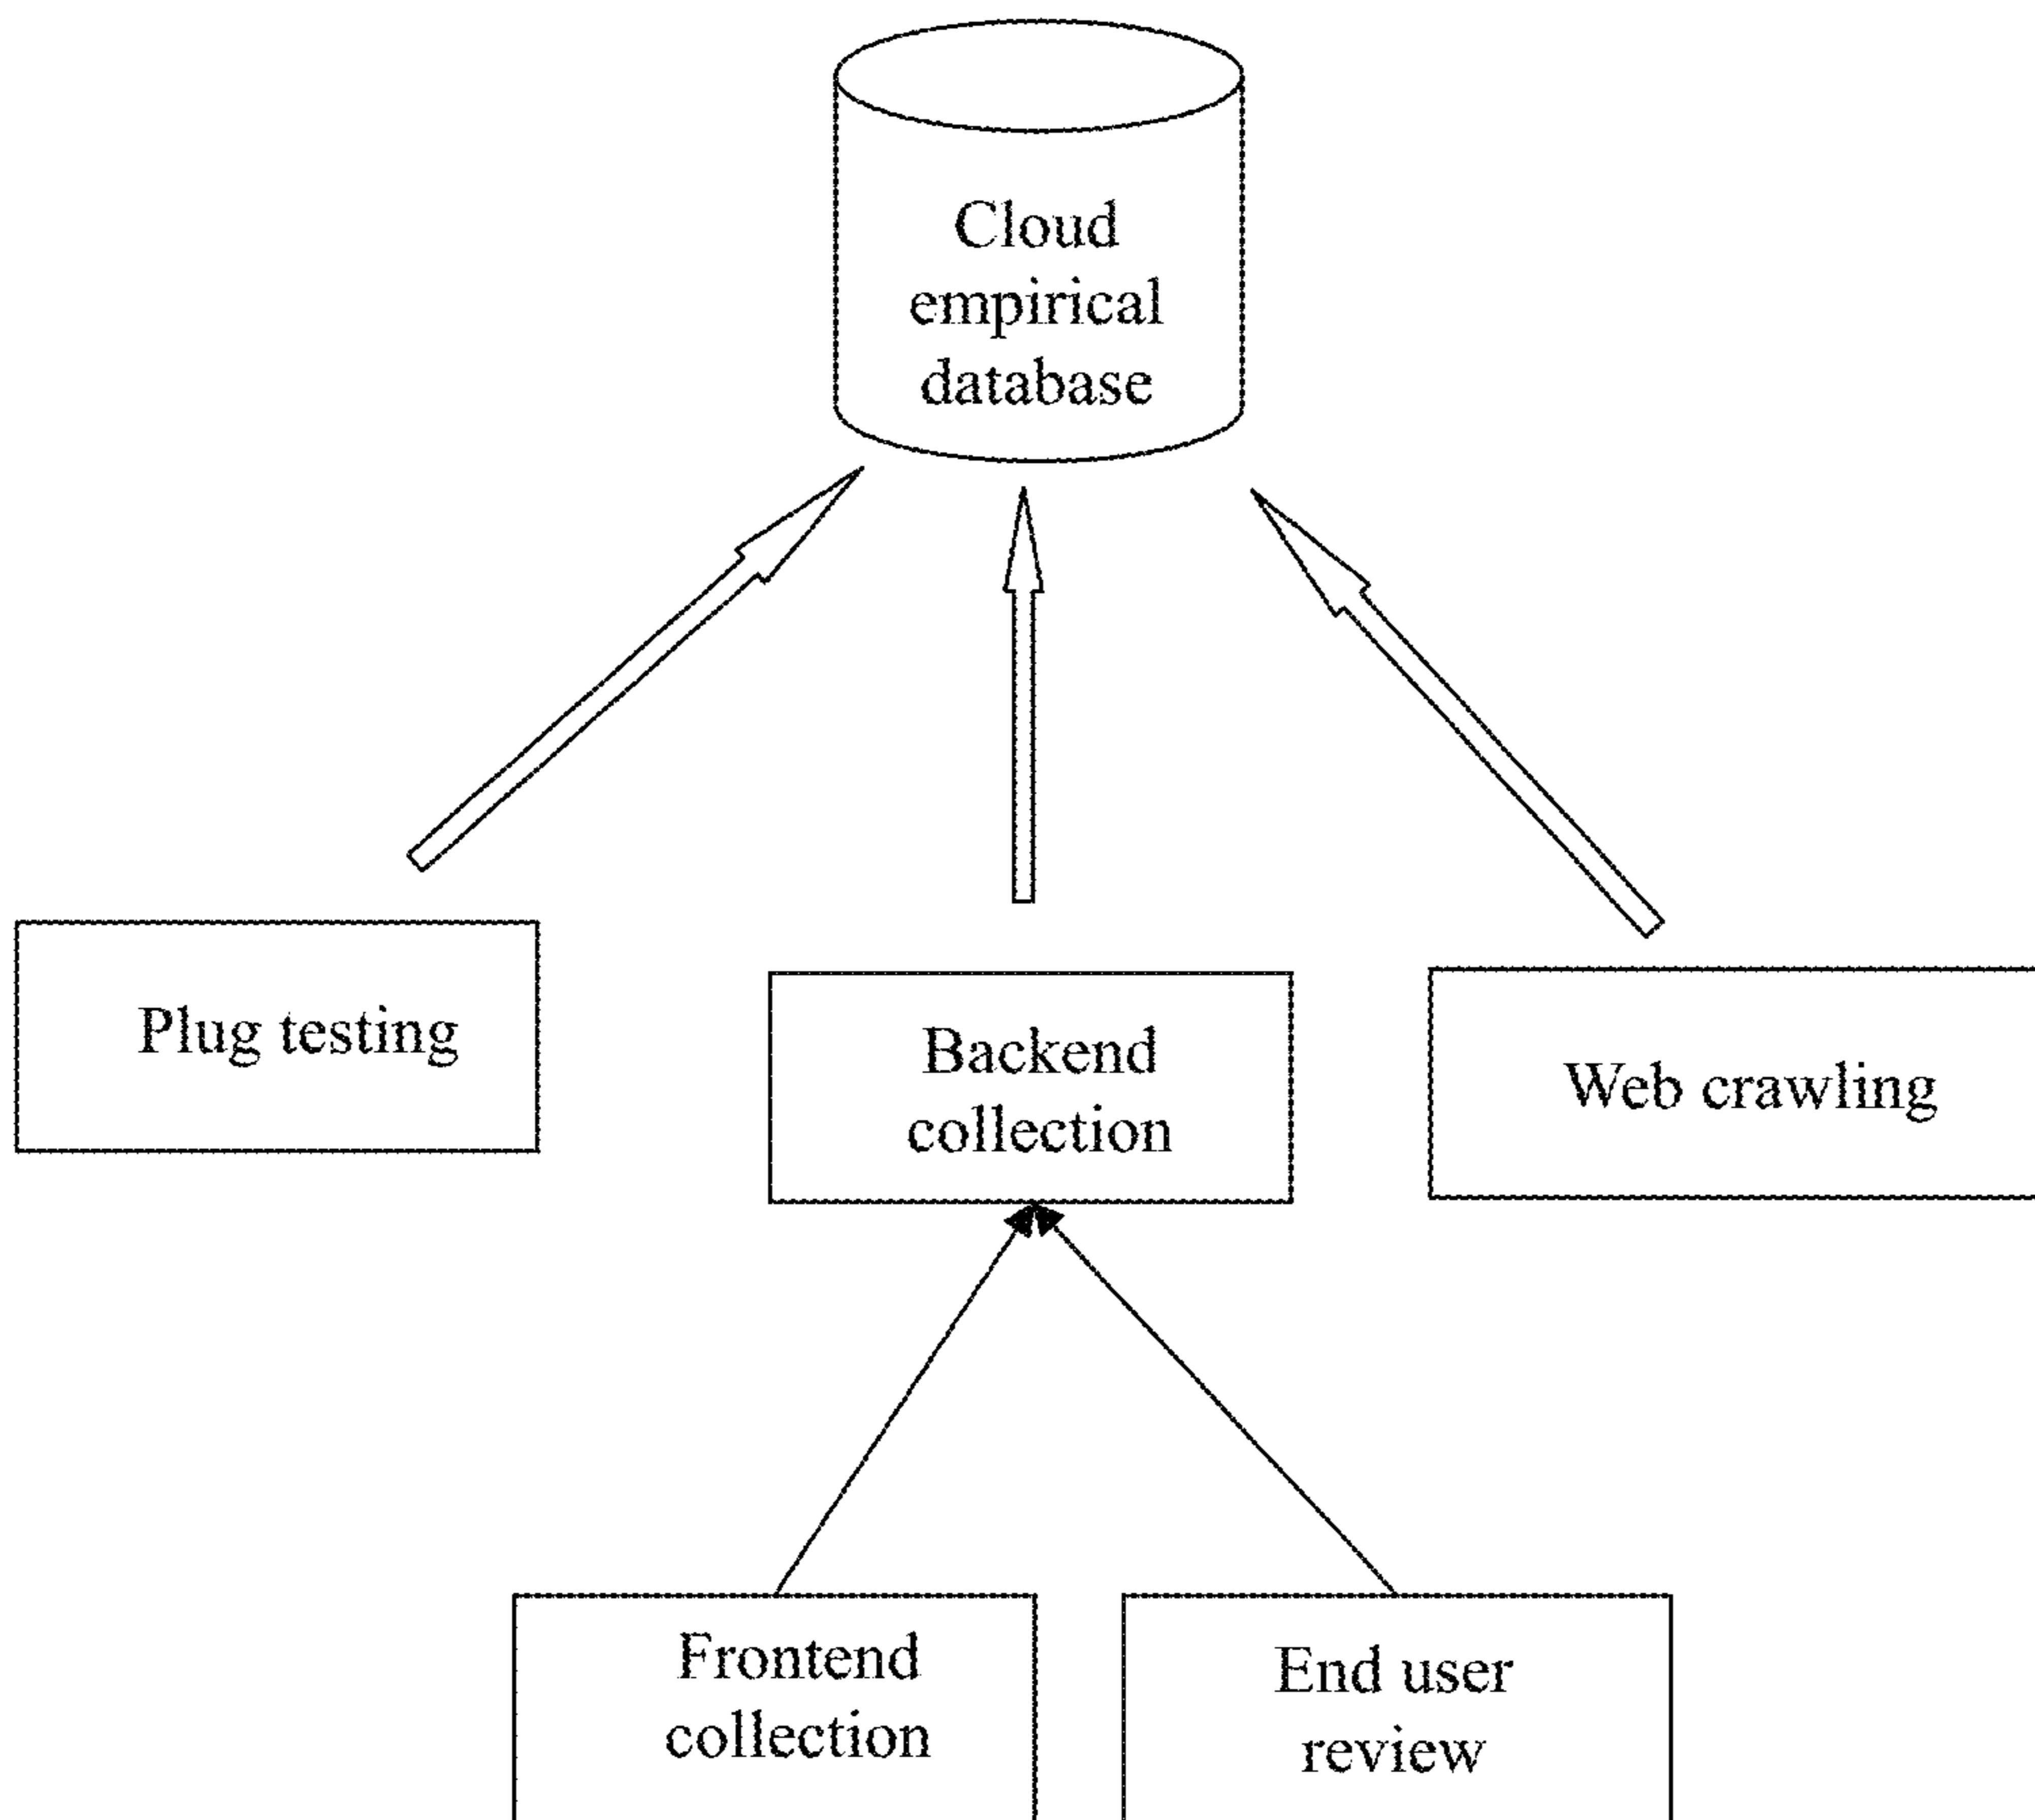 Cloud
empirical
database
Plug testing
Backend
collection
Web crawling
Frontend
collection
End user
review